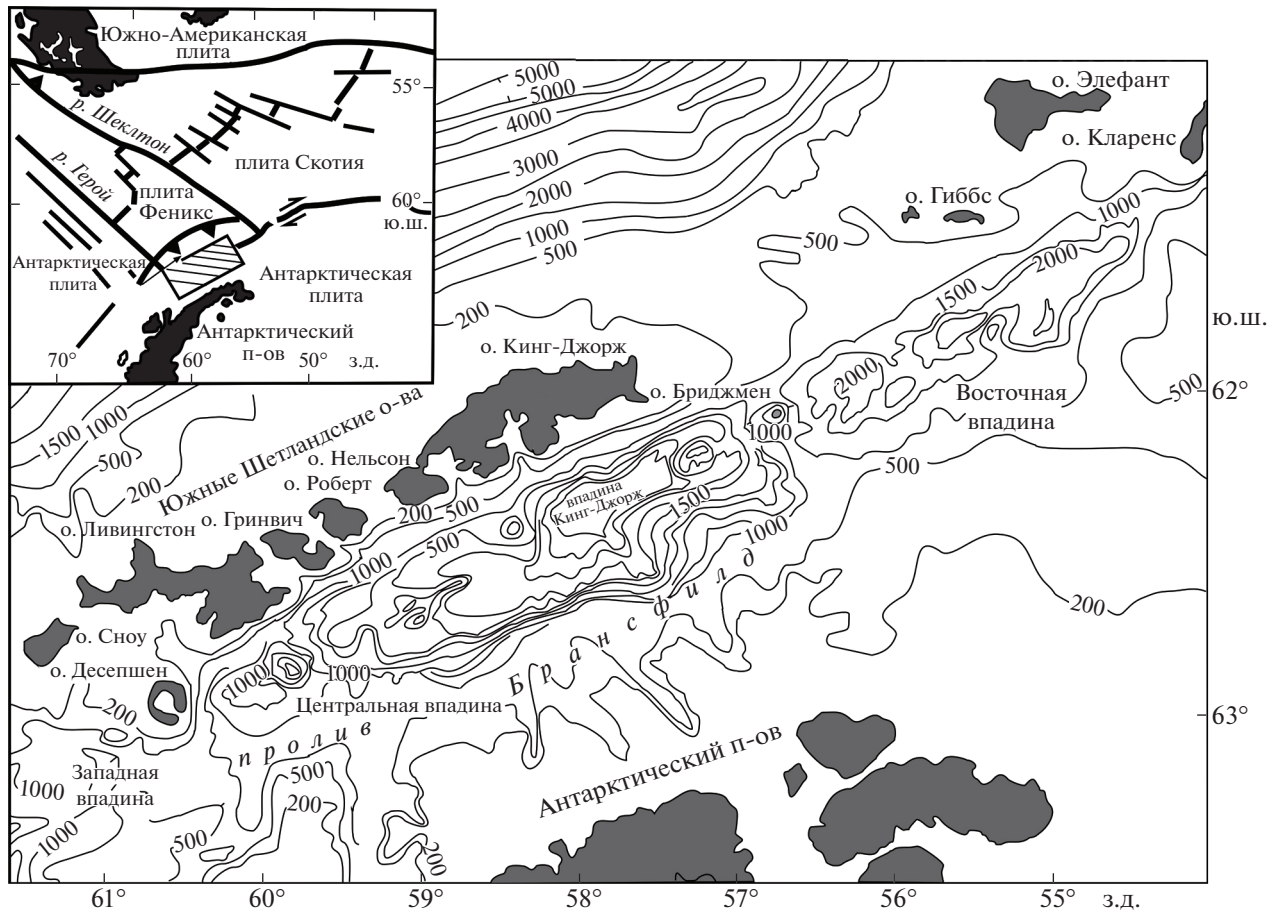 Южно-Американская
плита
55°
р. Шеклтон
р. Герой
плита Скотия
плита
Феникс
60°
ю.ш.
Антарктическая
плита
Антарктическая
плита
Антарктический
п-ов
70°
60°
50°
з.д.
5000
5000
4000
3000
2000
1000
500
200
о. Элефант
о. Кларенс
о. Гиббс
1000
500
2000
1500
ю.ш.
62°
500
2000
Восточная
впадина
о. Кинг-Джорж
о. Бриджмен
1000
500
1500
1000
500
200
Южные Шетландские о-ва
о. Нельсон
о. Роберт
о. Гринвич
о. Ливингстон
200
500
впадина
Кинг-Джорж
1500
1000
1000
500
200
о. Сноу
о. Десепшен
200
1000
1000
Центральная впадина
пролив
Брансфилд
63°
Западная
впадина
1000
1000
500
500
200
200
Антарктический п-ов
61°
60°
59°
58°
57°
56°
55°
з.д.